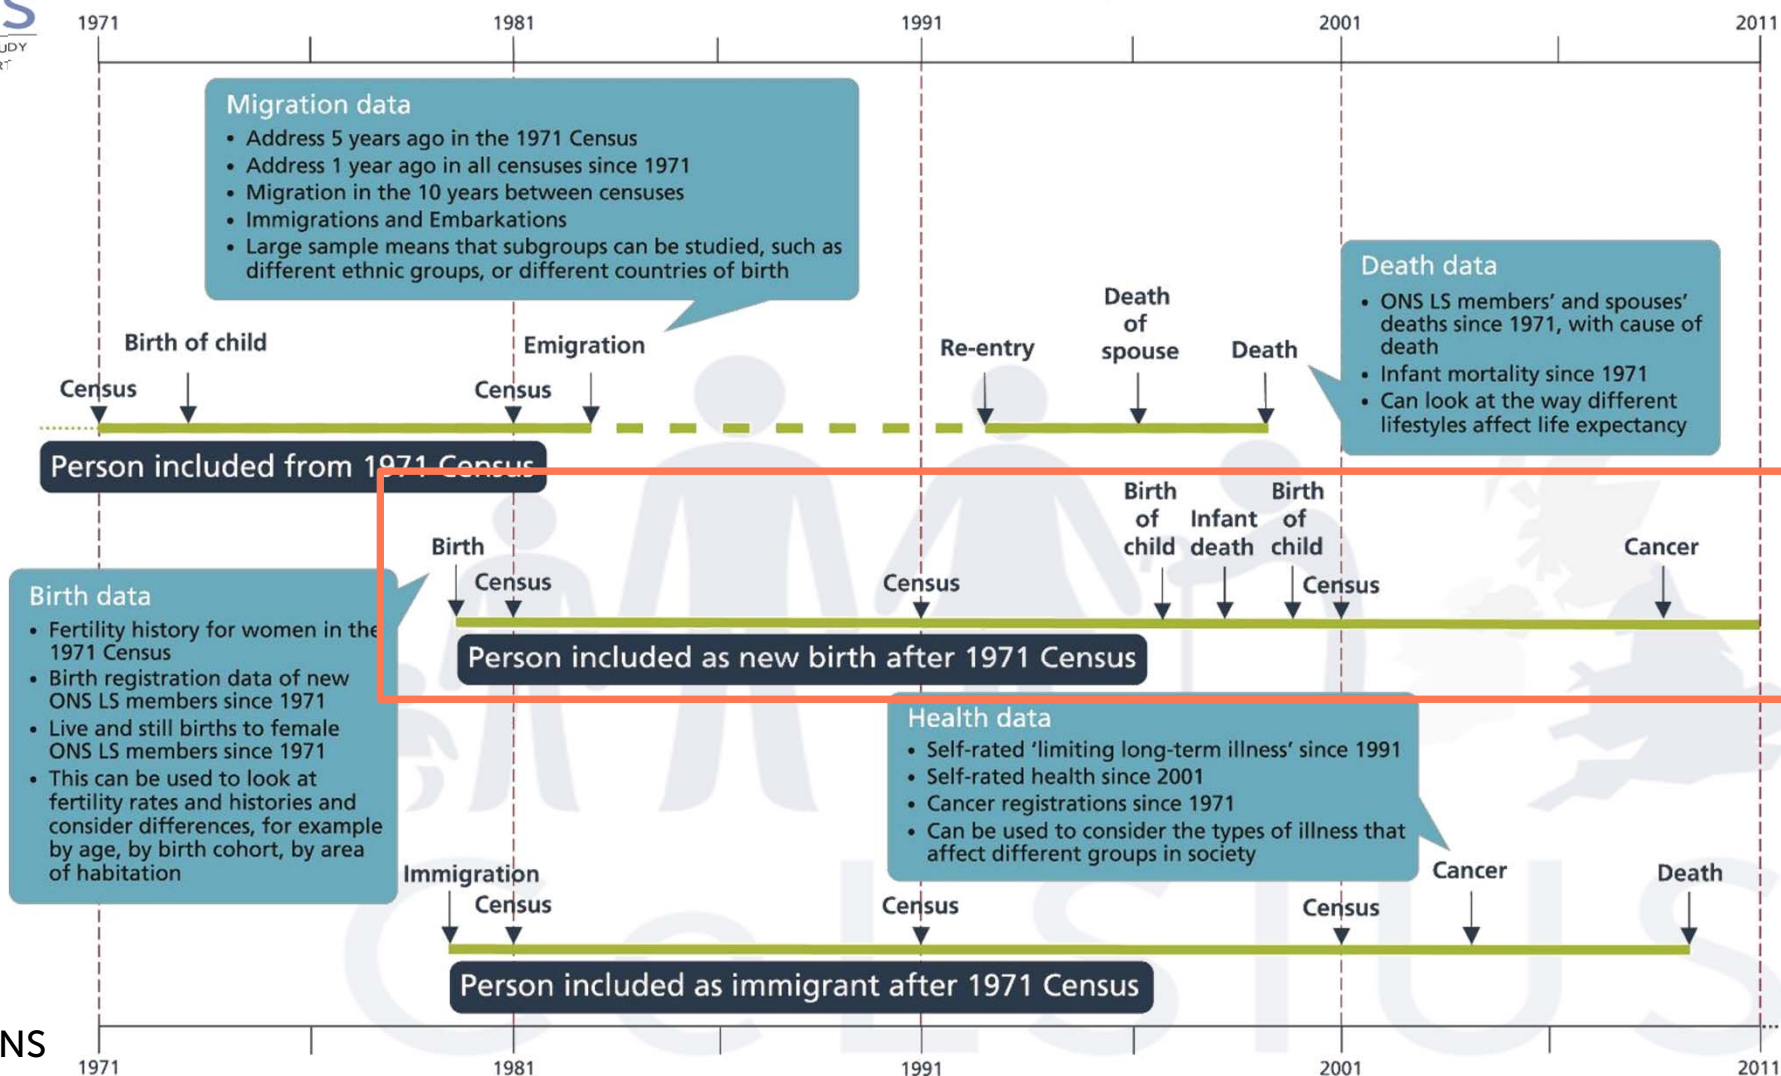 S
UDY
RT
1971 1981 1991 2001 2011
Migration data
• Address 5 years ago in the 1971 Census
• Address 1 year ago in all censuses since 1971
• Migration in the 10 years between censuses
• Immigrations and Embarkations
• Large sample means that subgroups can be studied, such as
different ethnic groups, or different countries of birth
Death data
• ONS LS members’ and spouses’
deaths since 1971, with cause of
death
• Infant mortality since 1971
• Can look at the way different
lifestyles affect life expectancy
Census
Birth of child
Census
Emigration
Re-entry
Death
of
spouse
Death
Person included from 1971 Census
Birth
Census
Census
Birth
of
child
Infant
death
Birth
of
child
Census
Cancer
Person included as new birth after 1971 Census
Birth data
• Fertility history for women in the
1971 Census
• Birth registration data of new
ONS LS members since 1971
• Live and still births to female
ONS LS members since 1971
• This can be used to look at
fertility rates and histories and
consider differences, for example
by age, by birth cohort, by area
of habitation
Health data
• Self-rated ‘limiting long-term illness’ since 1991
• Self-rated health since 2001
• Cancer registrations since 1971
• Can be used to consider the types of illness that
affect different groups in society
Immigration
Census
Census
Census
Cancer
Death
Person included as immigrant after 1971 Census
CeLSIUS
NS
1971 1981 1991 2001 2011